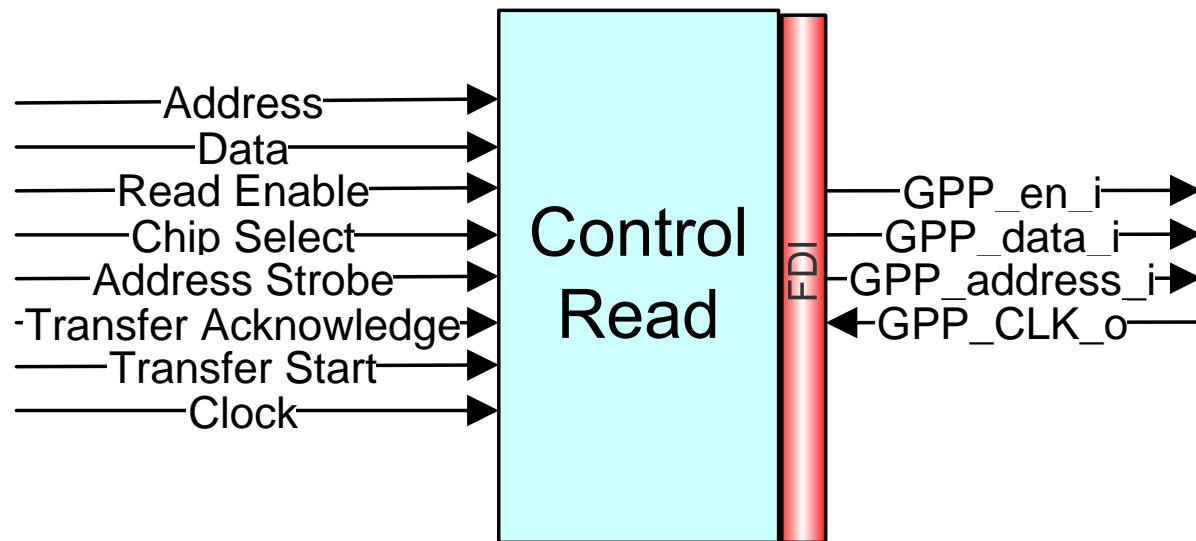 Address
Data
Read Enable
Chip Select
Address Strobe
Transfer Acknowledge
Transfer Start
Clock
Control
Read
FDI
GPP_en_i
GPP_data_i
GPP_address_i
GPP_CLK_o